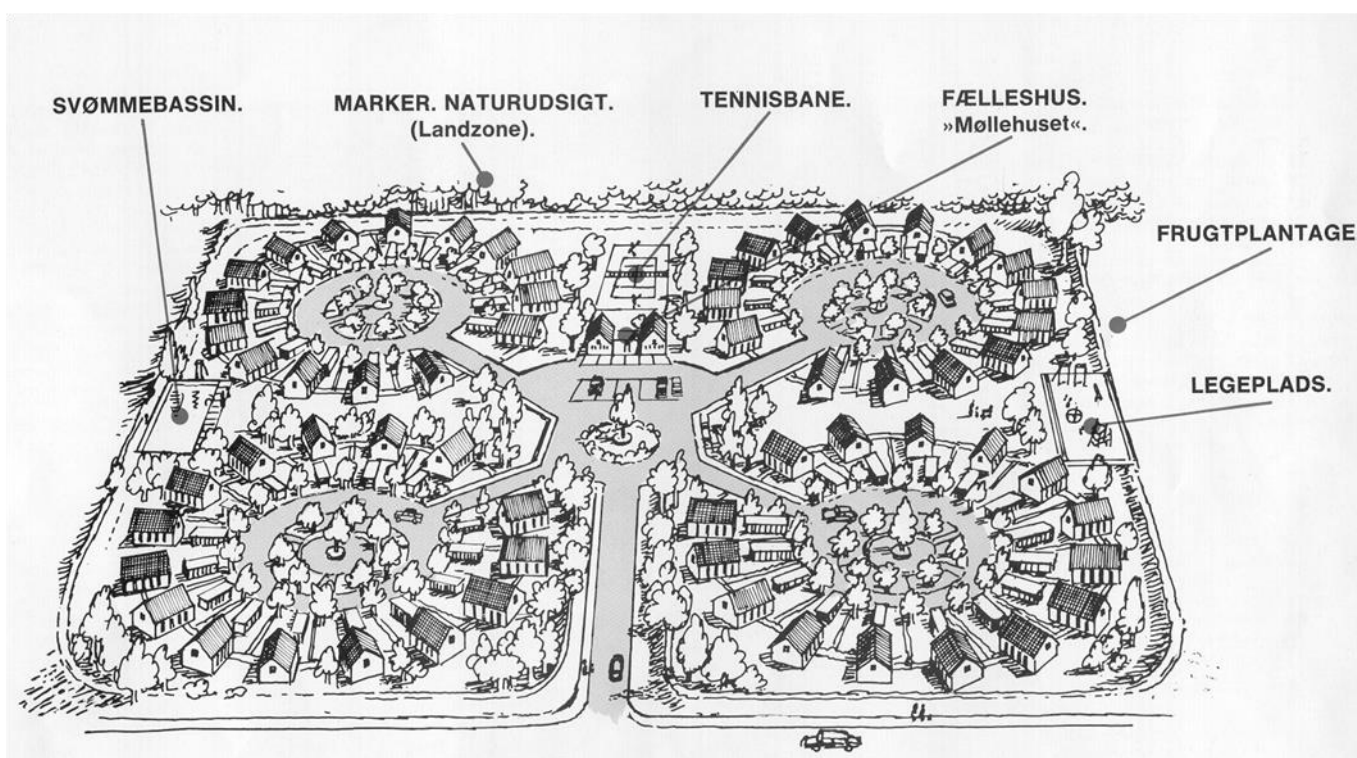 SVØMMEBASSIN.
MARKER. NATURUDSIGT.
(Landzone).
TENNISBANE.
FÆLLESHUS.
»Møllehuset«.
FRUGTPLANTAGE
LEGEPLADS.